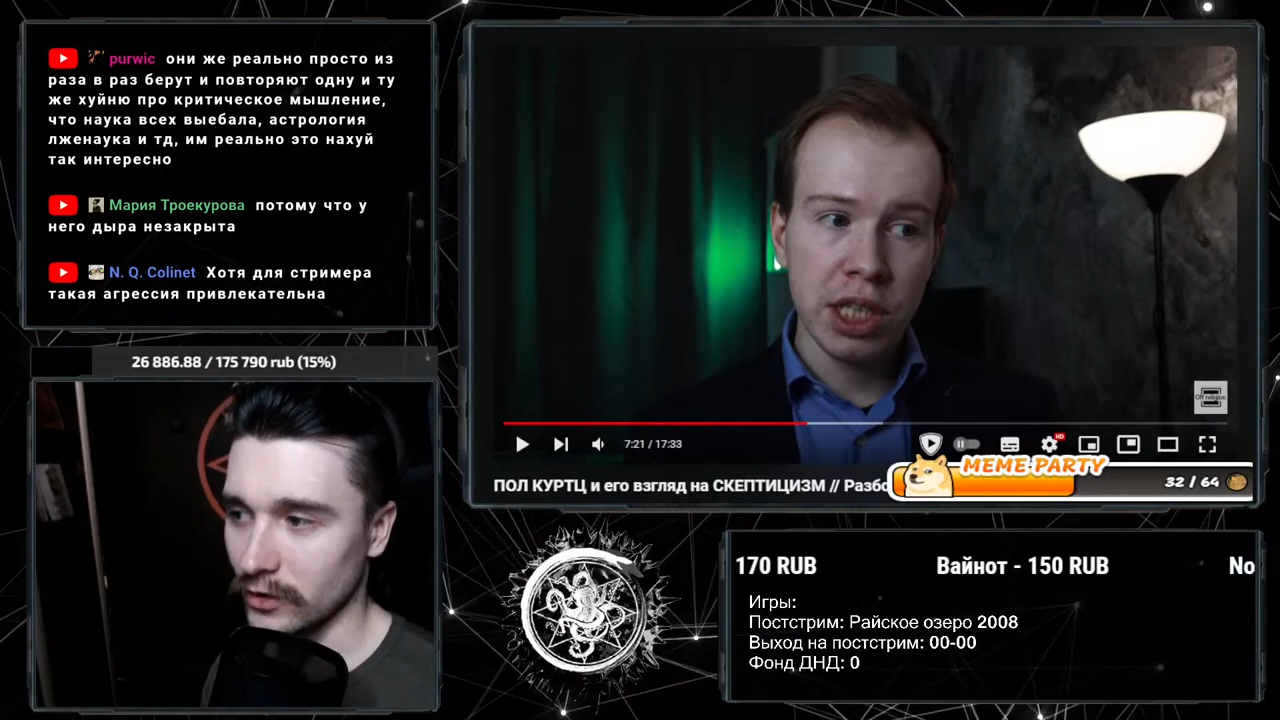 purwic они же реально просто из
раза в раз берут и повторяют одну и ту
же хуйню про критическое мышление,
что наука всех выебала, астрология
лженаука и тд, им реально это нахуй
так интересно
Мария Троекурова потому что у
него дыра незакрыта
N. Q. Colinet Хотя для стримера
такая агрессия привлекательна
26 886.88 / 175 790 rub (15%)
ON religion
7:21 / 17:33
HD
ПОЛ КУРТЦ и его взгляд на СКЕПТИЦИЗМ // Разбо
MEME PARTY
32 / 64
170 RUB Вайнот - 150 RUB No
Игры:
Постстрим: Райское озеро 2008
Выход на постстрим: 00-00
Фонд ДНД: 0